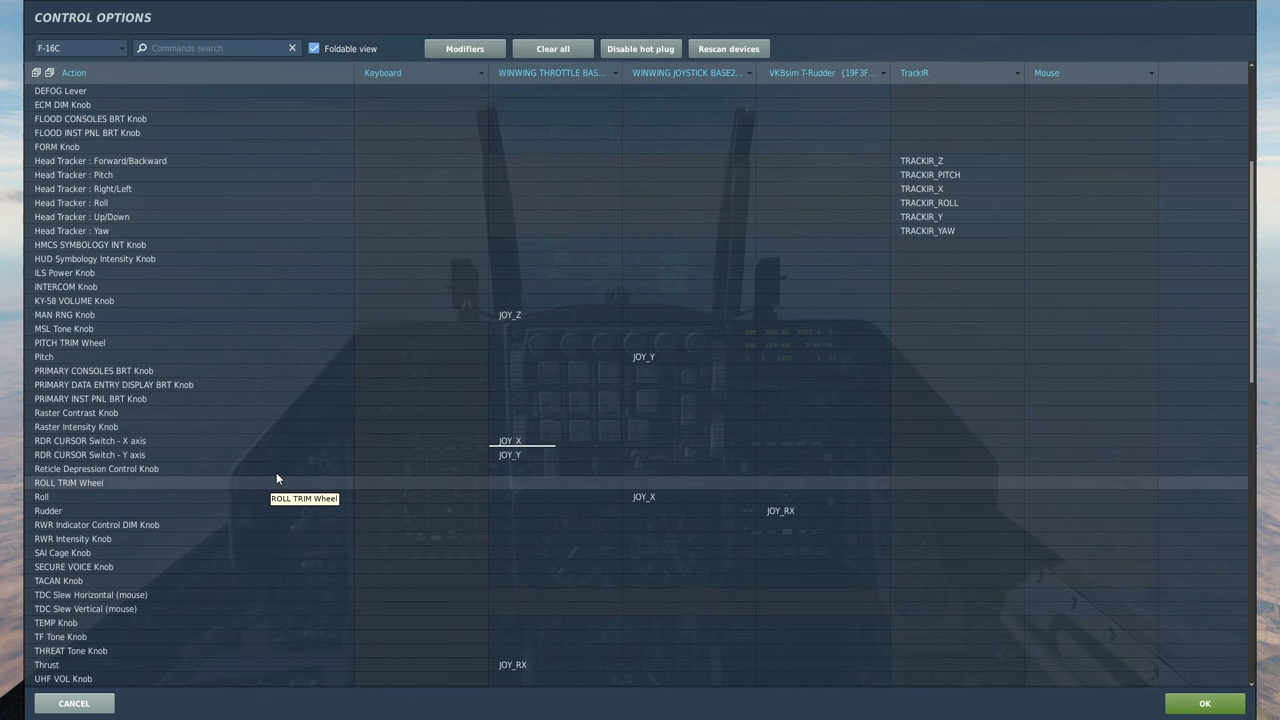 CONTROL OPTIONS
F-16C Commands search Foldable view Modifiers Clear all Disable hot plug Rescan devices
Action Keyboard WINWING THROTTLE BAS... WINWING JOYSTICK BASE2... VKBsim T-Rudder {19F3F... TrackIR Mouse
DEFOG Lever
ECM DIM Knob
FLOOD CONSOLES BRT Knob
FLOOD INST PNL BRT Knob
FORM Knob
Head Tracker : Forward/Backward TRACKIR_Z
Head Tracker : Pitch TRACKIR_PITCH
Head Tracker : Right/Left TRACKIR_X
Head Tracker : Roll TRACKIR_ROLL
Head Tracker : Up/Down TRACKIR_Y
Head Tracker : Yaw TRACKIR_YAW
HMCS SYMBOLOGY INT Knob
HUD Symbology Intensity Knob
ILS Power Knob
INTERCOM Knob
KY-58 VOLUME Knob
MAN RNG Knob JOY_Z
MSL Tone Knob
PITCH TRIM Wheel
Pitch JOY_Y
PRIMARY CONSOLES BRT Knob
PRIMARY DATA ENTRY DISPLAY BRT Knob
PRIMARY INST PNL BRT Knob
Raster Contrast Knob
Raster Intensity Knob
RDR CURSOR Switch - X axis JOY_X
RDR CURSOR Switch - Y axis JOY_Y
Reticle Depression Control Knob
ROLL TRIM Wheel
ROLL TRIM Wheel
Roll JOY_X
Rudder JOY_RX
RWR Indicator Control DIM Knob
RWR Intensity Knob
SAI Cage Knob
SECURE VOICE Knob
TACAN Knob
TDC Slew Horizontal (mouse)
TDC Slew Vertical (mouse)
TEMP Knob
TF Tone Knob
THREAT Tone Knob
Thrust JOY_RX
UHF VOL Knob
CANCEL OK